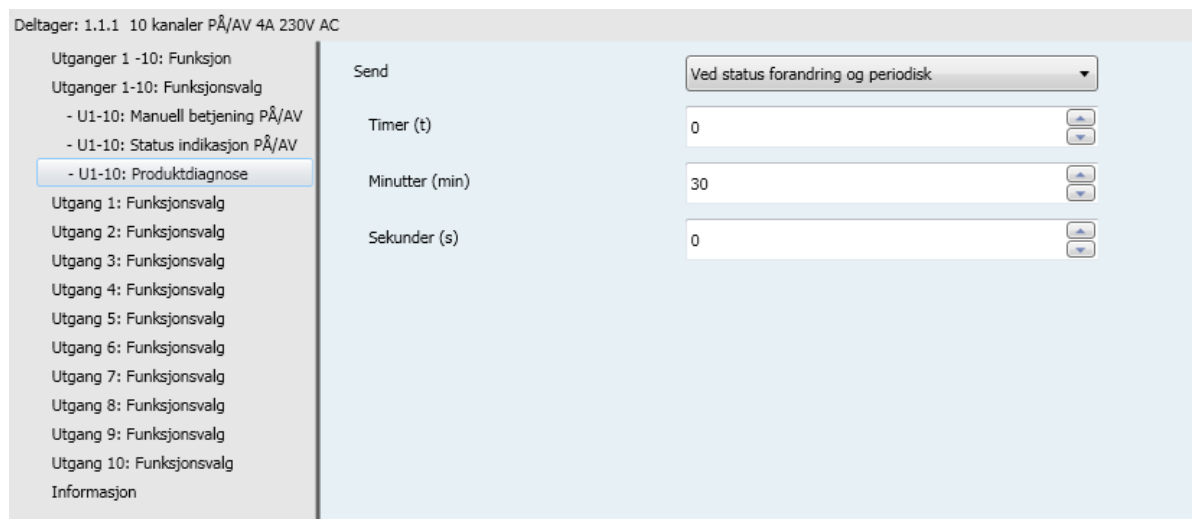 Deltager: 1.1.1 10 kanaler PÅ/AV 4A 230V AC
Utganger 1 -10: Funksjon
Utganger 1-10: Funksjonsvalg
- U1-10: Manuell betjening PÅ/AV
- U1-10: Status indikasjon PÅ/AV
- U1-10: Produktdiagnose
Utgang 1: Funksjonsvalg
Utgang 2: Funksjonsvalg
Utgang 3: Funksjonsvalg
Utgang 4: Funksjonsvalg
Utgang 5: Funksjonsvalg
Utgang 6: Funksjonsvalg
Utgang 7: Funksjonsvalg
Utgang 8: Funksjonsvalg
Utgang 9: Funksjonsvalg
Utgang 10: Funksjonsvalg
Informasjon
Send Ved status forandring og periodisk
Timer (t) 0
Minutter (min) 30
Sekunder (s) 0